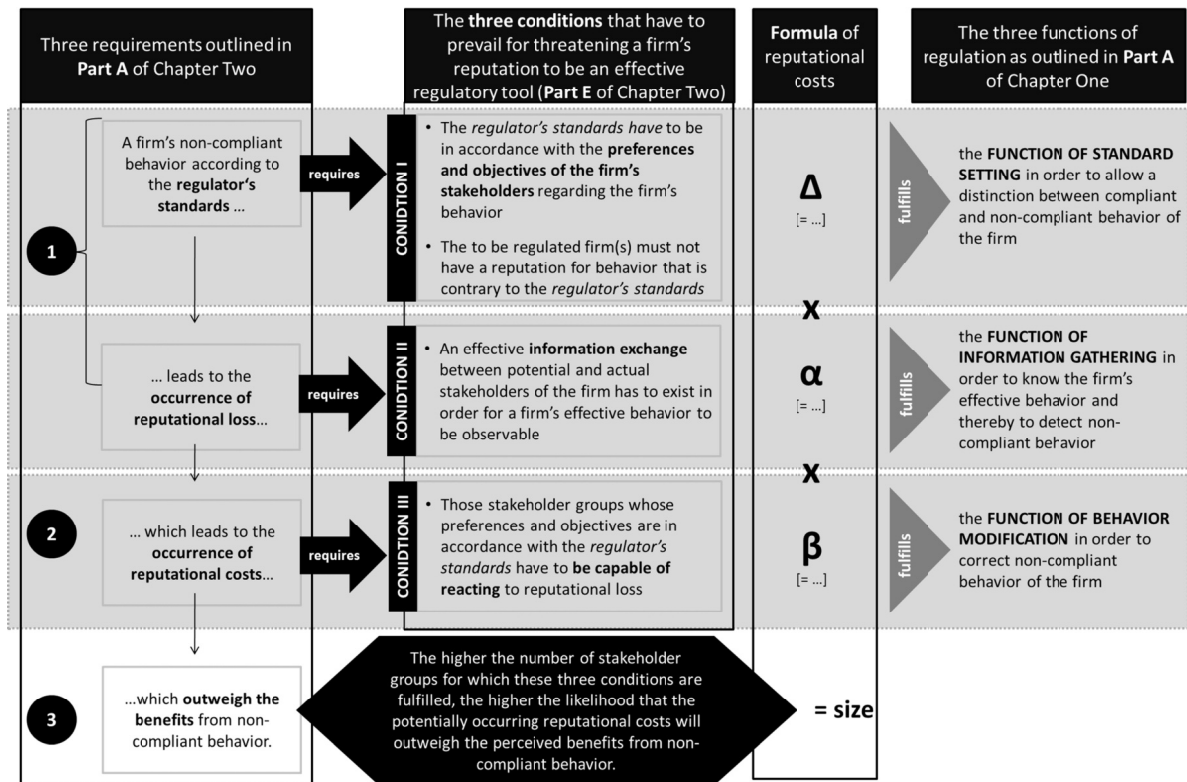 Three requirements outlined in
Part A of Chapter Two
The three conditions that have to
prevail for threatening a firm's
reputation to be an effective
regulatory tool (Part E of Chapter Two)
Formula of
reputational
costs
The three functions of
regulation as outlined in Part A
of Chapter One
1
A firm's non-compliant
behavior according to
the regulator's
standards ...
requires
CONIDTION I
• The regulator's standards have to be
in accordance with the preferences
and objectives of the firm's
stakeholders regarding the firm's
behavior
• The to be regulated firm(s) must not
have a reputation for behavior that is
contrary to the regulator's standards
Δ
[= ...]
fulfills
the FUNCTION OF STANDARD
SETTING in order to allow a
distinction between compliant
and non-compliant behavior of
the firm
x
... leads to the
occurrence of
reputational loss...
requires
CONIDTION II
• An effective information exchange
between potential and actual
stakeholders of the firm has to exist in
order for a firm's effective behavior to
be observable
α
[= ...]
fulfills
the FUNCTION OF
INFORMATION GATHERING in
order to know the firm's
effective behavior and
thereby to detect non-
compliant behavior
x
2
... which leads to the
occurrence of
reputational costs...
requires
CONIDTION III
• Those stakeholder groups whose
preferences and objectives are in
accordance with the regulator's
standards have to be capable of
reacting to reputational loss
β
[= ...]
fulfills
the FUNCTION OF BEHAVIOR
MODIFICATION in order to
correct non-compliant
behavior of the firm
3
...which outweigh the
benefits from non-
compliant behavior.
The higher the number of stakeholder
groups for which these three conditions are
fulfilled, the higher the likelihood that the
potentially occurring reputational costs will
outweigh the perceived benefits from non-
compliant behavior.
= size